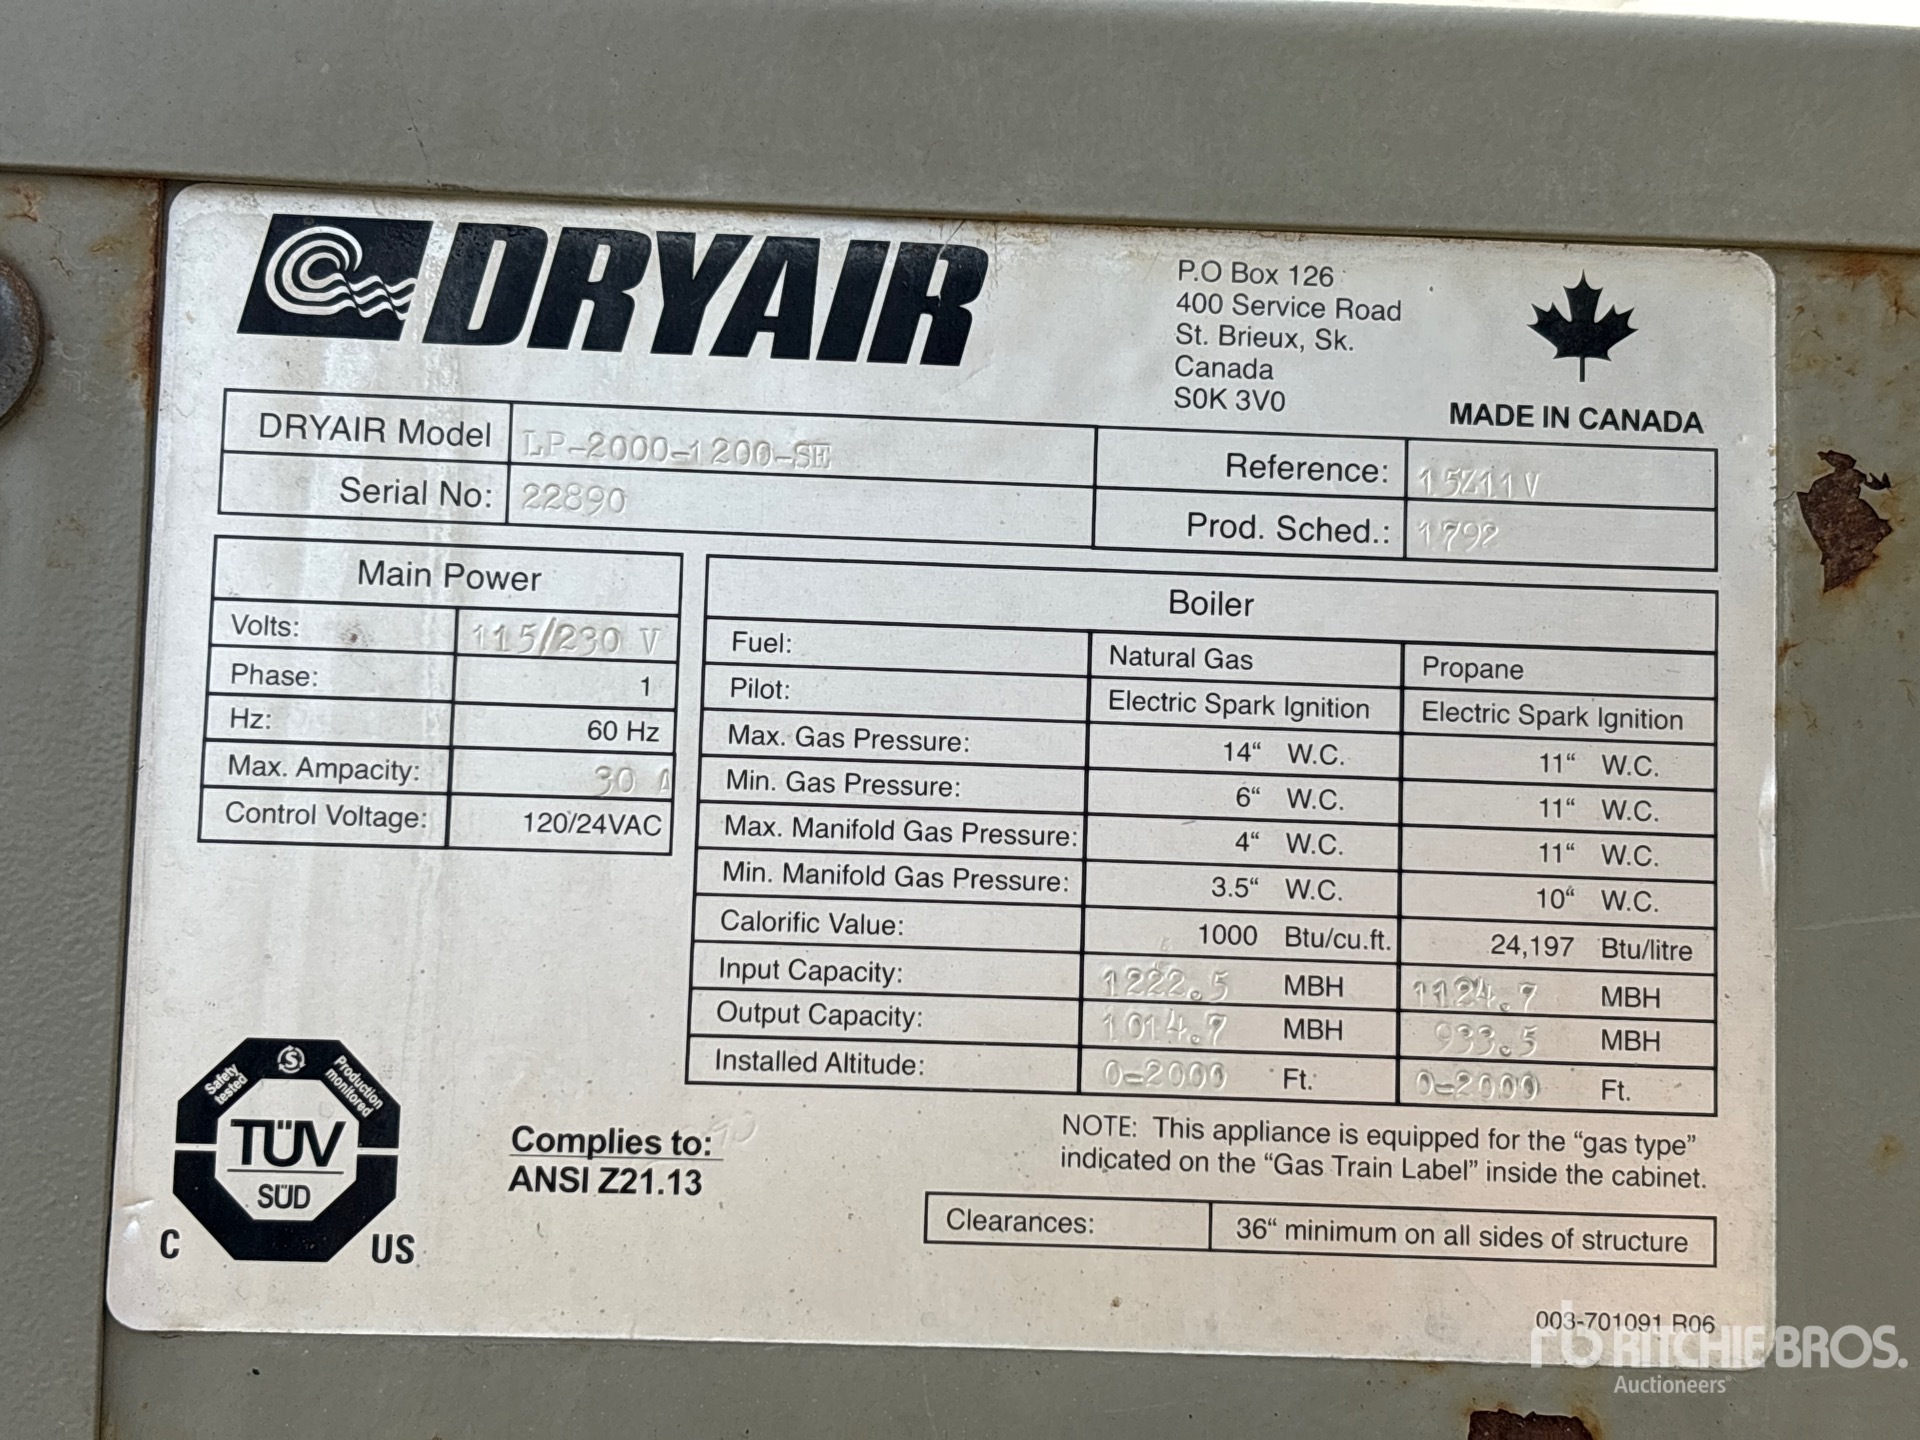 DRYAIR
P.O Box 126
400 Service Road
St. Brieux, Sk.
Canada
S0K 3V0
MADE IN CANADA
DRYAIR Model LP-2000-1200-SE Reference: 15Z11V
Serial No: 22890 Prod. Sched.: 1792
Main Power
Volts: 115/230 V
Phase: 1
Hz: 60 Hz
Max. Ampacity: 30 A
Control Voltage: 120/24VAC
Boiler
Fuel: Natural Gas Propane
Pilot: Electric Spark Ignition Electric Spark Ignition
Max. Gas Pressure: 14“ W.C. 11“ W.C.
Min. Gas Pressure: 6“ W.C. 11“ W.C.
Max. Manifold Gas Pressure: 4“ W.C. 11“ W.C.
Min. Manifold Gas Pressure: 3.5“ W.C. 10“ W.C.
Calorific Value: 1000 Btu/cu.ft. 24,197 Btu/litre
Input Capacity: 1222.5 MBH 1124.7 MBH
Output Capacity: 1014.7 MBH 933.5 MBH
Installed Altitude: 0-2000 Ft. 0-2000 Ft.
Safety tested
S
Production monitored
TÜV
SÜD
C US
Complies to:
ANSI Z21.13
NOTE: This appliance is equipped for the “gas type”
indicated on the “Gas Train Label” inside the cabinet.
Clearances: 36“ minimum on all sides of structure
003-701091 R06
rb RITCHIE BROS.
Auctioneers